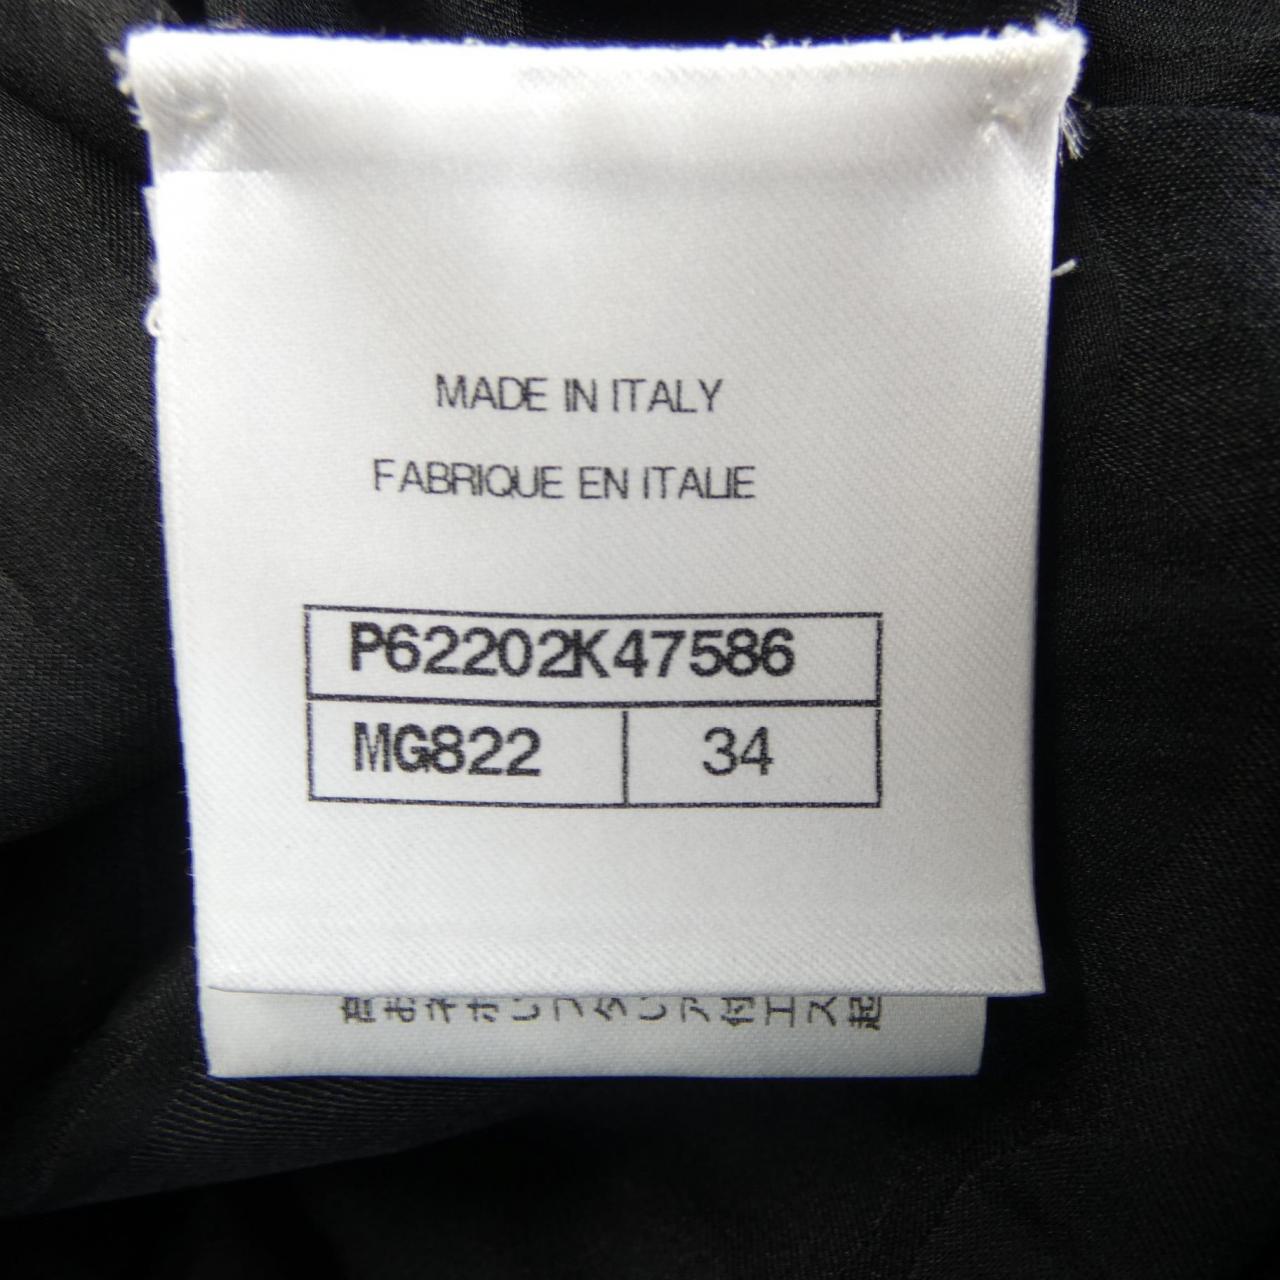 MADE IN ITALY
FABRIQUE EN ITALIE
P62202K47586
MG822 34